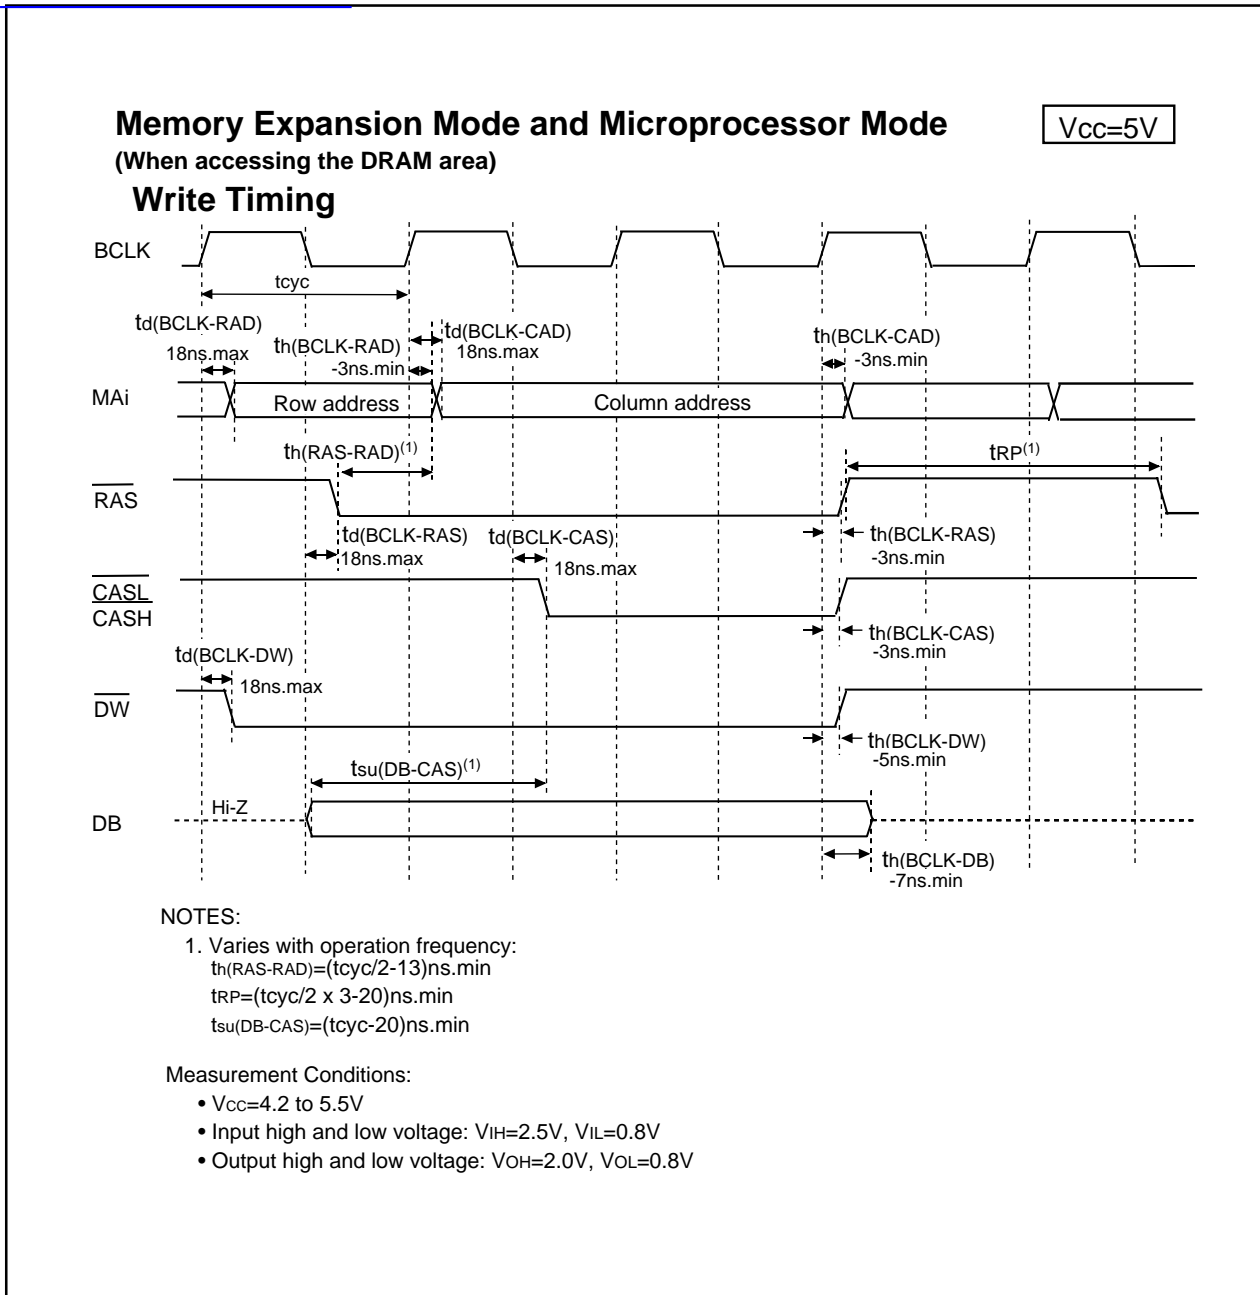 Memory Expansion Mode and Microprocessor Mode
Vcc=5V
(When accessing the DRAM area)
Write Timing
BCLK
tcyc
td(BCLK-RAD)
18ns.max
th(BCLK-RAD)
-3ns.min
td(BCLK-CAD)
18ns.max
th(BCLK-CAD)
-3ns.min
MAi
Row address
Column address
th(RAS-RAD)(1)
tRP(1)
RAS
td(BCLK-RAS)
18ns.max
td(BCLK-CAS)
18ns.max
th(BCLK-RAS)
-3ns.min
CASL
CASH
th(BCLK-CAS)
-3ns.min
td(BCLK-DW)
18ns.max
DW
th(BCLK-DW)
-5ns.min
tsu(DB-CAS)(1)
DB
Hi-Z
th(BCLK-DB)
-7ns.min
NOTES:
1. Varies with operation frequency:
th(RAS-RAD)=(tcyc/2-13)ns.min
tRP=(tcyc/2 x 3-20)ns.min
tsu(DB-CAS)=(tcyc-20)ns.min
Measurement Conditions:
• VCC=4.2 to 5.5V
• Input high and low voltage: VIH=2.5V, VIL=0.8V
• Output high and low voltage: VOH=2.0V, VOL=0.8V